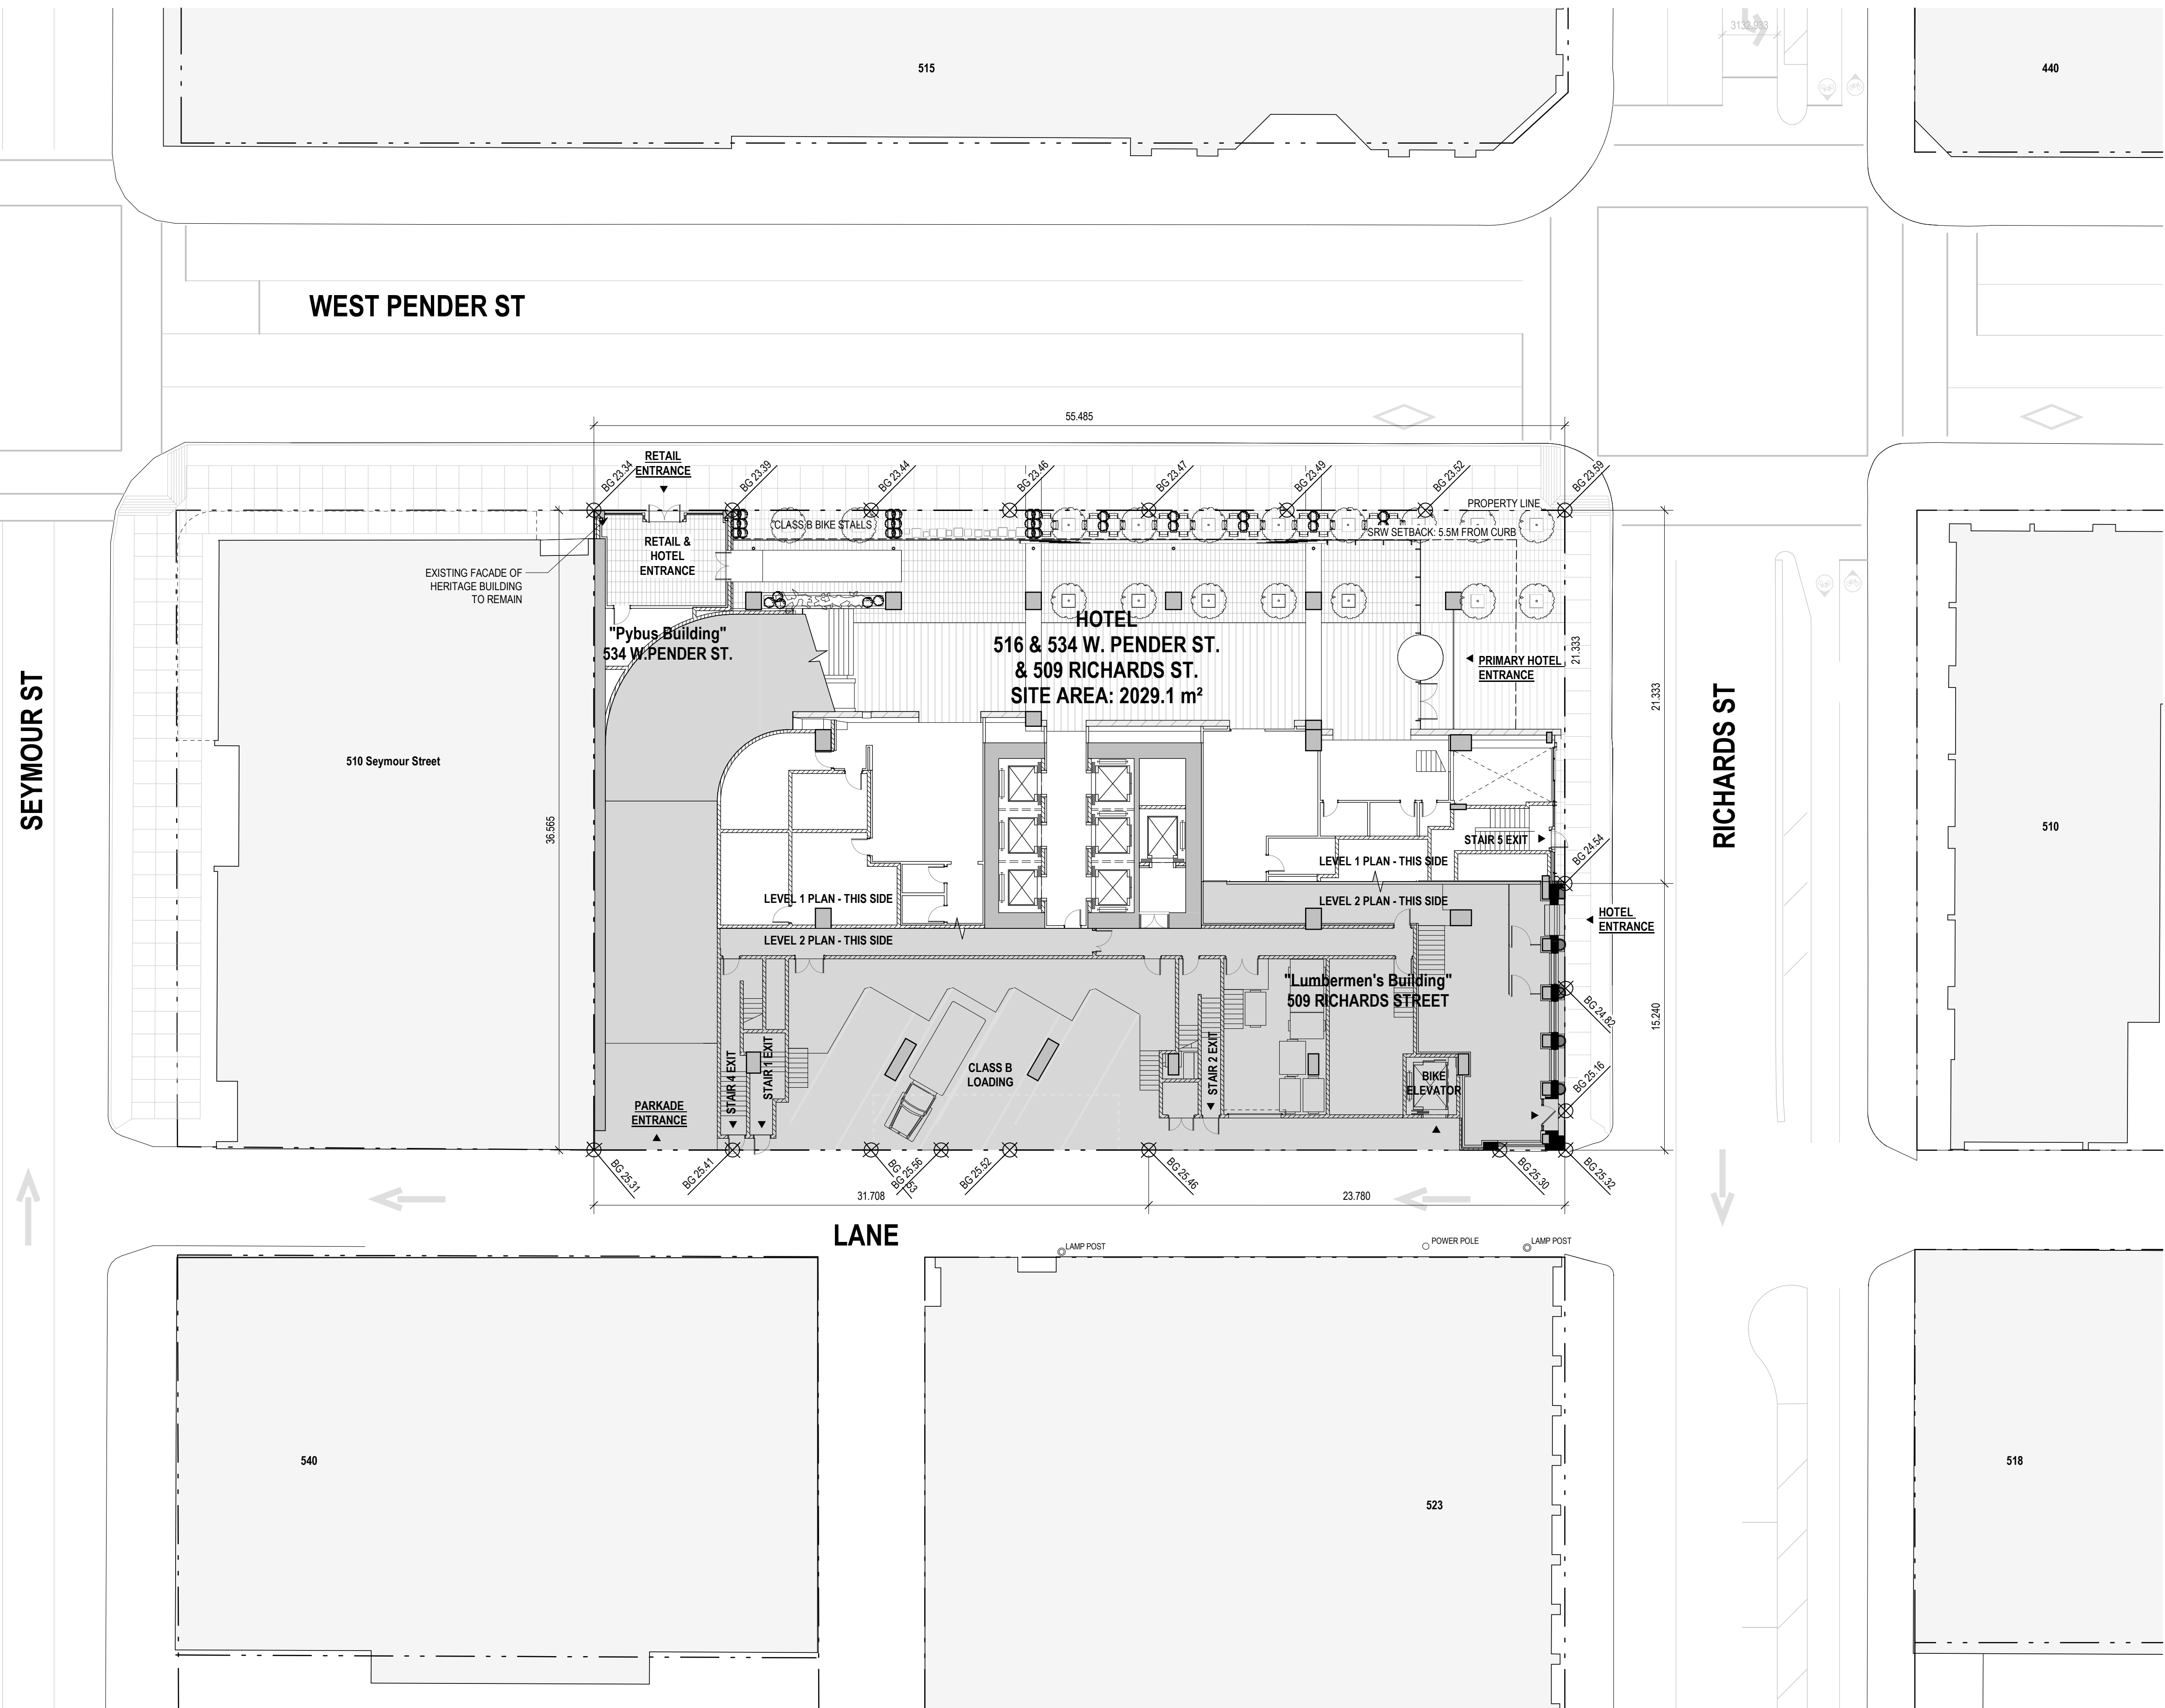 3133.933
515
440
WEST PENDER ST
55.485
RETAIL
ENTRANCE
BG 23.34
BG 23.39
BG 23.44
BG 23.46
BG 23.47
BG 23.49
BG 23.52
BG 23.59
PROPERTY LINE
CLASS B BIKE STALLS
SRW SETBACK: 5.5M FROM CURB
RETAIL &
HOTEL
ENTRANCE
EXISTING FACADE OF
HERITAGE BUILDING
TO REMAIN
"Pybus Building"
534 W.PENDER ST.
HOTEL
516 & 534 W. PENDER ST.
& 509 RICHARDS ST.
SITE AREA: 2029.1 m²
PRIMARY HOTEL
ENTRANCE
21.333
21.333
SEYMOUR ST
510 Seymour Street
RICHARDS ST
510
36.565
STAIR 5 EXIT
BG 24.54
LEVEL 1 PLAN - THIS SIDE
LEVEL 1 PLAN - THIS SIDE
LEVEL 2 PLAN - THIS SIDE
LEVEL 2 PLAN - THIS SIDE
HOTEL
ENTRANCE
"Lumbermen's Building"
509 RICHARDS STREET
BG 24.82
15.240
CLASS B
LOADING
STAIR 4 EXIT
STAIR 1 EXIT
STAIR 2 EXIT
BIKE
ELEVATOR
BG 25.16
PARKADE
ENTRANCE
BG 25.31
BG 25.41
BG 25.56
BG 25.52
BG 25.46
BG 25.30
BG 25.32
31.708
23.780
LANE
LAMP POST
POWER POLE
LAMP POST
540
523
518